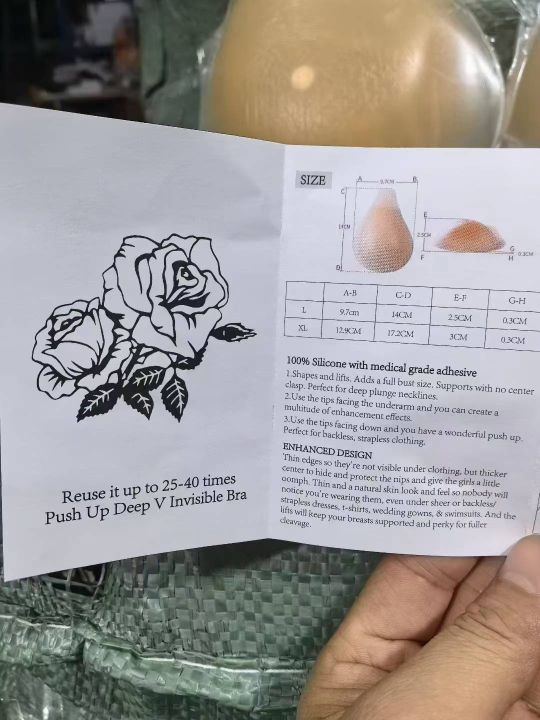 Reuse it up to 25-40 times
Push Up Deep V Invisible Bra
SIZE
A 9.7CM B
C
14CM
D
E
2.5CM
F
G
H 0.3CM
A-B C-D E-F G-H
L 9.7cm 14CM 2.5CM 0.3CM
XL 12.9CM 17.2CM 3CM 0.3CM
100% Silicone with medical grade adhesive
1.Shapes and lifts. Adds a full bust size. Supports with no center
clasp. Perfect for deep plunge necklines.
2.Use the tips facing the underarm and you can create a
multitude of enhancement effects.
3.Use the tips facing down and you have a wonderful push up.
Perfect for backless, strapless clothing.
ENHANCED DESIGN
Thin edges so they're not visible under clothing, but thicker
center to hide and protect the nips and give the girls a little
oomph. Thin and a natural skin look and feel so nobody will
notice you're wearing them, even under sheer or backless/
strapless dresses, t-shirts, wedding gowns, & swimsuits. And the
lifts will keep your breasts supported and perky for fuller
cleavage.